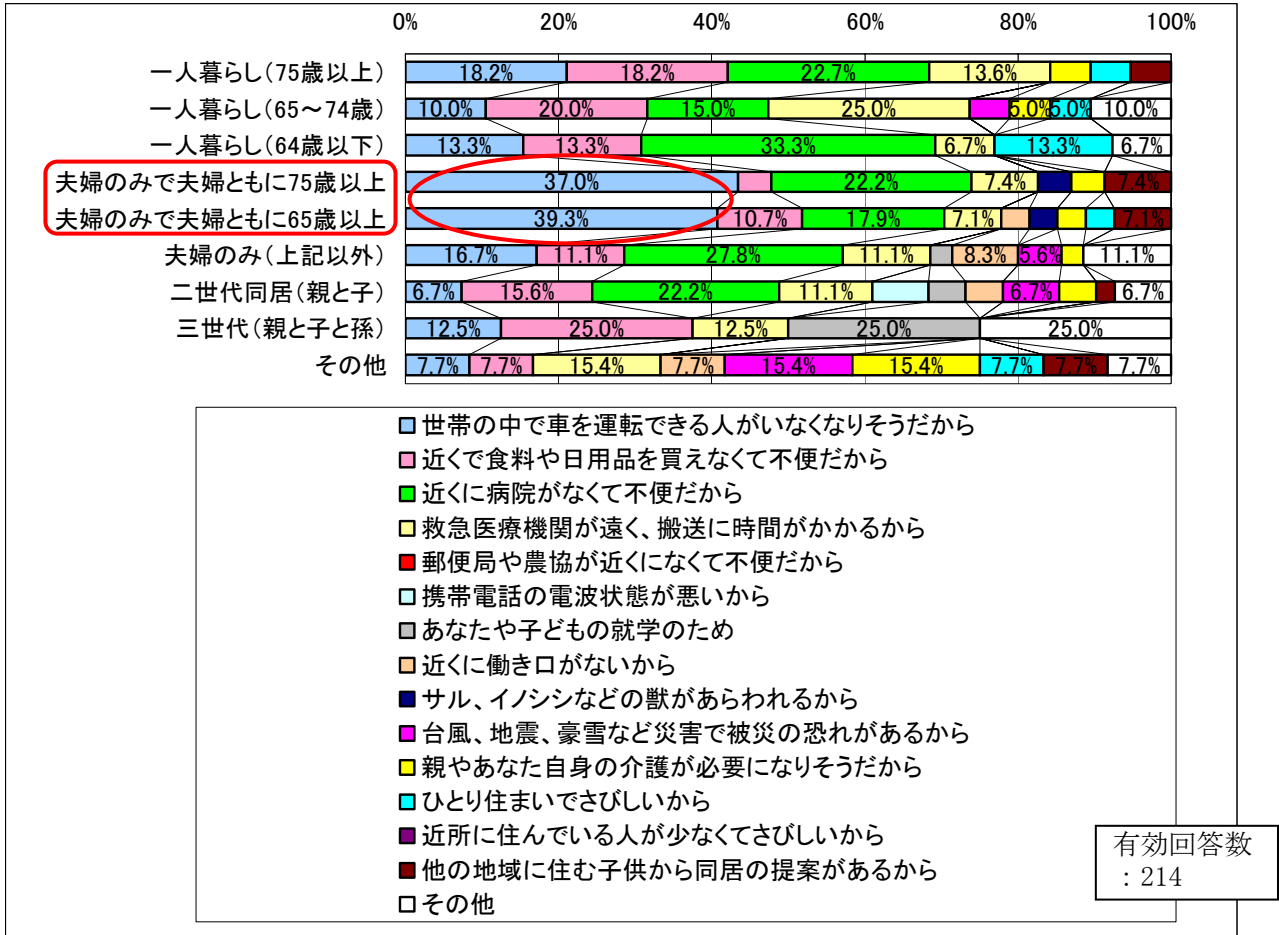 0% 20% 40% 60% 80% 100%
一人暮らし(75歳以上) 18.2% 18.2% 22.7% 13.6%
一人暮らし(65～74歳) 10.0% 20.0% 15.0% 25.0% 5.0% 5.0% 10.0%
一人暮らし(64歳以下) 13.3% 13.3% 33.3% 6.7% 13.3% 6.7%
夫婦のみで夫婦ともに75歳以上 37.0% 22.2% 7.4% 7.4%
夫婦のみで夫婦ともに65歳以上 39.3% 10.7% 17.9% 7.1% 7.1%
夫婦のみ(上記以外) 16.7% 11.1% 27.8% 11.1% 8.3% 5.6% 11.1%
二世代同居(親と子) 6.7% 15.6% 22.2% 11.1% 6.7% 6.7%
三世代(親と子と孫) 12.5% 25.0% 12.5% 25.0% 25.0%
その他 7.7% 7.7% 15.4% 7.7% 15.4% 15.4% 7.7% 7.7% 7.7%
世帯の中で車を運転できる人がいなくなりそうだから
近くで食料や日用品を買えなくて不便だから
近くに病院がなくて不便だから
救急医療機関が遠く、搬送に時間がかかるから
郵便局や農協が近くになくて不便だから
携帯電話の電波状態が悪いから
あなたや子どもの就学のため
近くに働き口がないから
サル、イノシシなどの獣があらわれるから
台風、地震、豪雪など災害で被災の恐れがあるから
親やあなた自身の介護が必要になりそうだから
ひとり住まいでさびしいから
近所に住んでいる人が少なくてさびしいから
他の地域に住む子供から同居の提案があるから
その他
有効回答数
：214